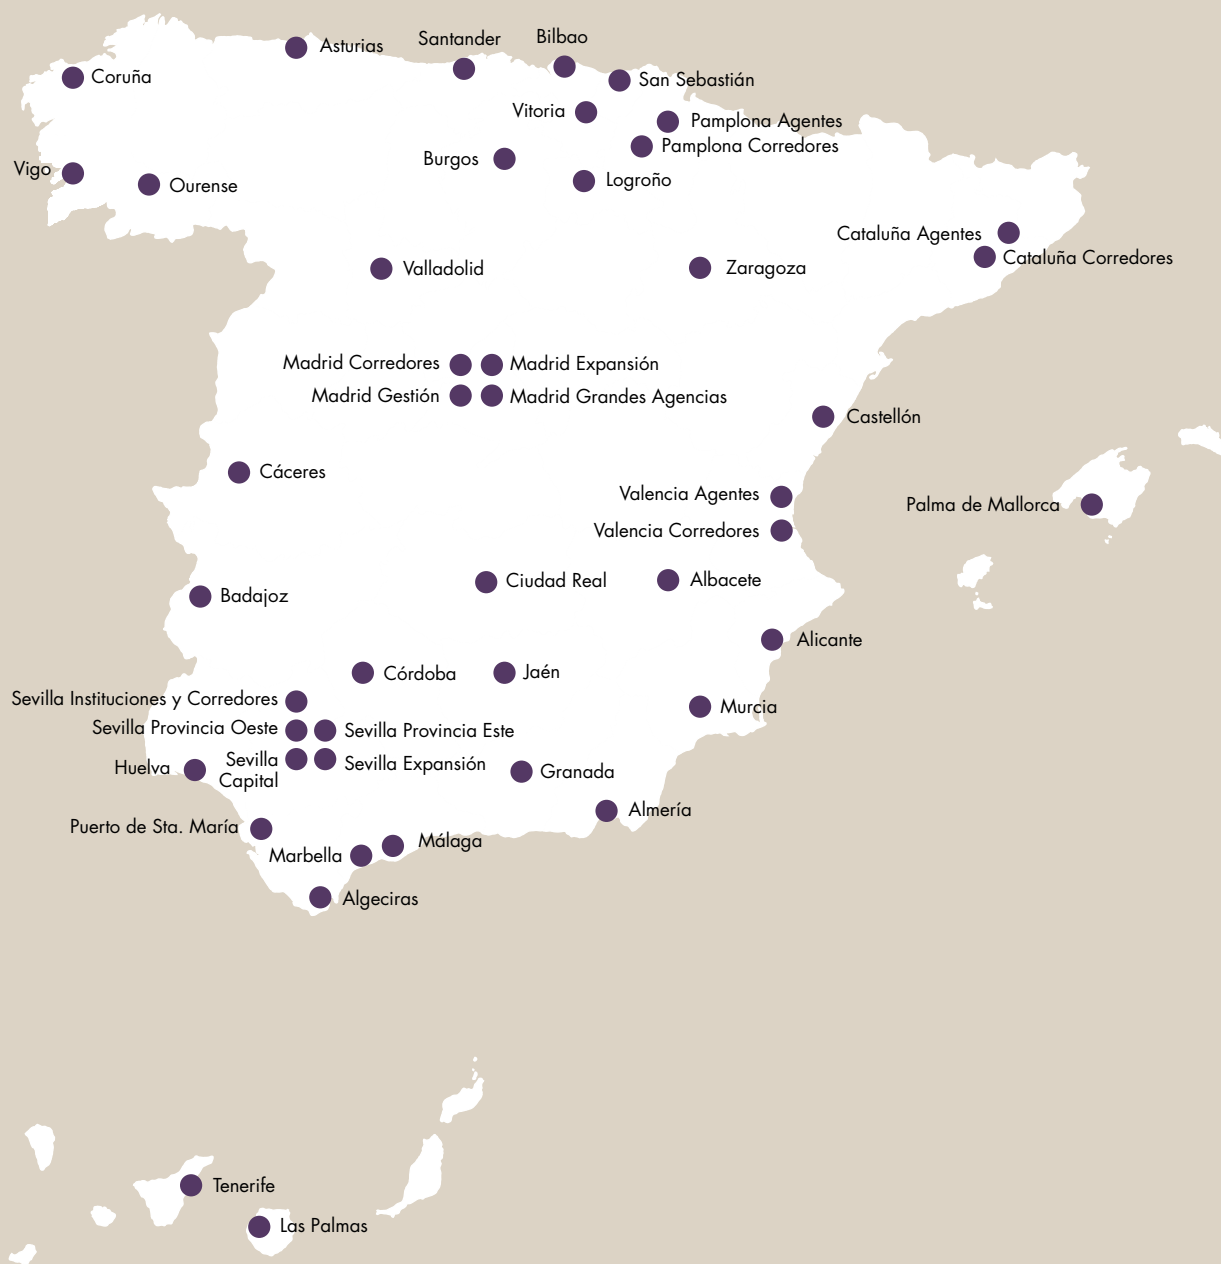 Santander
Bilbao
Asturias
Coruña
San Sebastián
Vitoria
Pamplona Agentes
Pamplona Corredores
Burgos
Vigo
Ourense
Logroño
Cataluña Agentes
Cataluña Corredores
Valladolid
Zaragoza
Madrid Corredores
Madrid Expansión
Madrid Gestión
Madrid Grandes Agencias
Castellón
Cáceres
Valencia Agentes
Palma de Mallorca
Valencia Corredores
Ciudad Real
Albacete
Badajoz
Alicante
Córdoba
Jaén
Sevilla Instituciones y Corredores
Murcia
Sevilla Provincia Oeste
Sevilla Provincia Este
Huelva
Sevilla
Capital
Sevilla Expansión
Granada
Almería
Puerto de Sta. María
Málaga
Marbella
Algeciras
Tenerife
Las Palmas